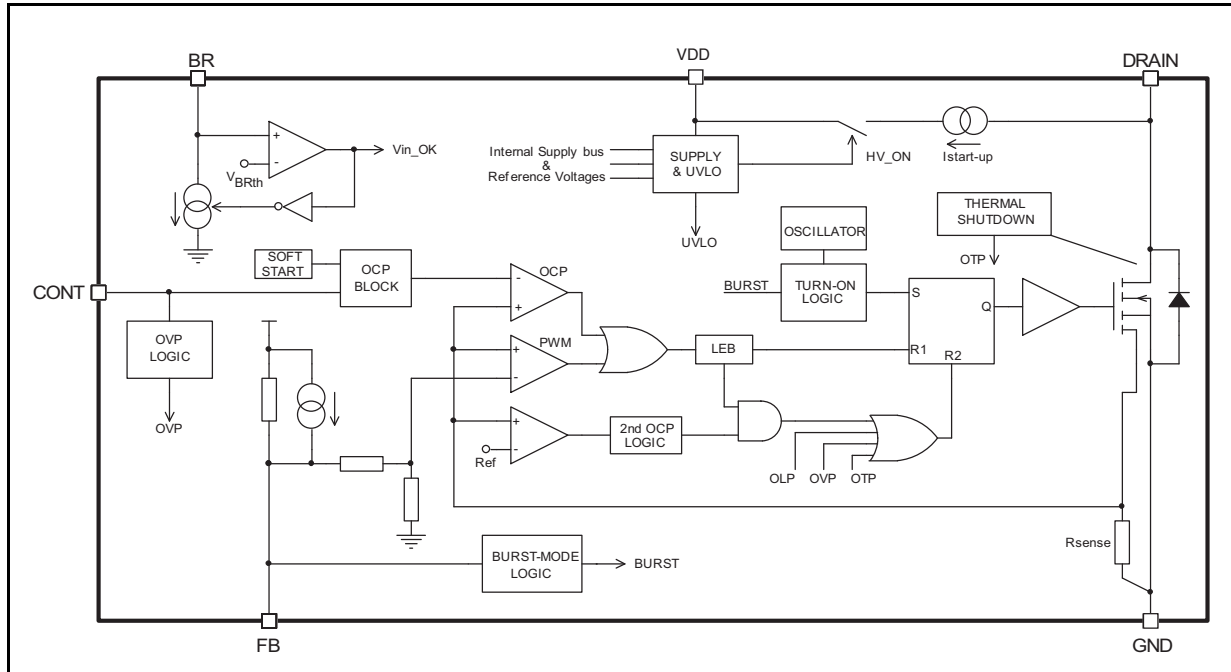 BR
VDD
DRAIN
+
-
Vin_OK
VBRth
Internal Supply bus
&
Reference Voltages
SUPPLY
& UVLO
HV_ON
Istart-up
UVLO
THERMAL
SHUTDOWN
OTP
OSCILLATOR
SOFT
START
OCP
BLOCK
CONT
OCP
-
+
BURST
TURN-ON
LOGIC
S
Q
R1
R2
OVP
LOGIC
OVP
PWM
+
-
LEB
+
-
Ref
2nd OCP
LOGIC
OLP
OVP
OTP
BURST-MODE
LOGIC
BURST
Rsense
FB
GND